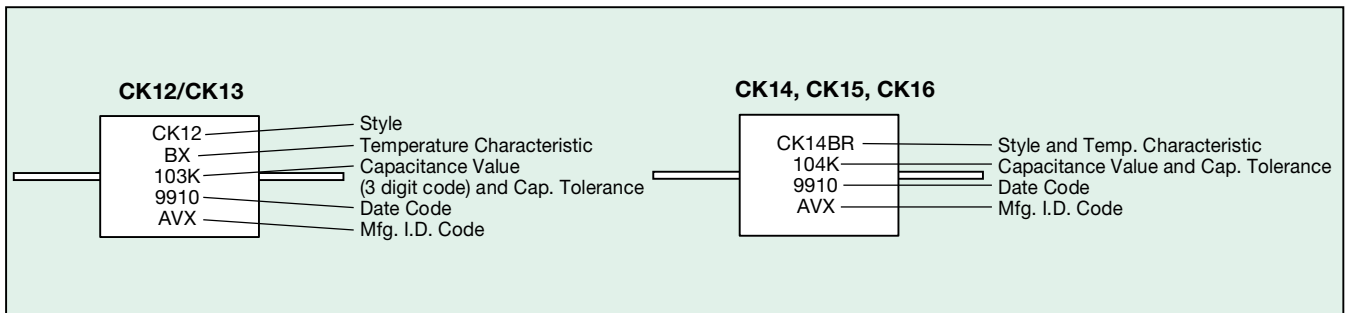 CK12/CK13
CK12
BX
103K
9910
AVX
Style
Temperature Characteristic
Capacitance Value
(3 digit code) and Cap. Tolerance
Date Code
Mfg. I.D. Code
CK14, CK15, CK16
CK14BR
104K
9910
AVX
Style and Temp. Characteristic
Capacitance Value and Cap. Tolerance
Date Code
Mfg. I.D. Code